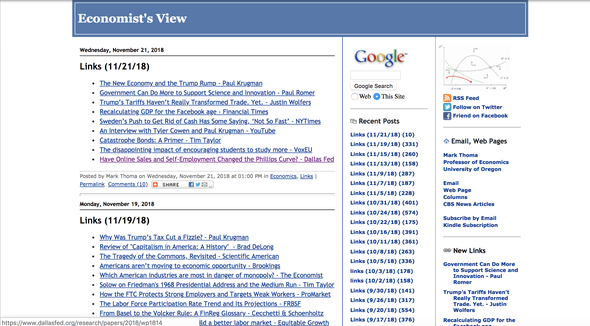 Economist's View
Wednesday, November 21, 2018
Links (11/21/18)
The New Economy and the Trump Rump - Paul Krugman
Government Can Do More to Support Science and Innovation - Paul Romer
Trump's Tariffs Haven't Really Transformed Trade. Yet. - Justin Wolfers
Recalculating GDP for the Facebook age - Financial Times
Sweden's Push to Get Rid of Cash Has Some Saying, "Not So Fast" - NYTimes
An Interview with Tyler Cowen and Paul Krugman - YouTube
Catastrophe Bonds: A Primer - Tim Taylor
The disappointing impact of encouraging students to study more - VoxEU
Have Online Sales and Self-Employment Changed the Phillips Curve? - Dallas Fed
Posted by Mark Thoma on Wednesday, November 21, 2018 at 01:00 PM in Economics, Links |
Permalink Comments (10) SHARE
Monday, November 19, 2018
Links (11/19/18)
Why Was Trump's Tax Cut a Fizzle? - Paul Krugman
Review of "Capitalism in America: A History" - Brad DeLong
The Tragedy of the Commons, Revisited - Scientific American
Americans aren't moving to economic opportunity - Brookings
Which American industries are most in danger of monopoly? - The Economist
Solow on Friedman's 1968 Presidential Address and the Medium Run - Tim Taylor
How the FTC Protects Strong Employers and Targets Weak Workers - ProMarket
The Labor Force Participation Rate Trend and Its Projections - FRBSF
From Basel to the Volcker Rule: A FinReg Glossary - Cecchetti & Schoenholtz
ld a better labor market - Equitable Growth
https://www.dallasfed.org/research/papers/2018/wp1814
Google
Google Search
Web This Site
Recent Posts
Links (11/21/18) (10)
Links (11/19/18) (331)
Links (11/15/18) (260)
Links (11/13/18) (158)
Links (11/9/18) (287)
Links (11/7/18) (187)
Links (11/5/18) (228)
Links (10/31/18) (401)
Links (10/24/18) (574)
Links (10/22/18) (175)
Links (10/16/18) (391)
Links (10/11/18) (361)
Links (10/8/18) (263)
Links (10/5/18) (336)
links (10/3/18) (178)
links (10/2/18) (158)
Links (9/30/18) (141)
Links (9/26/18) (317)
Links (9/20/18) (554)
Links (9/17/18) (376)
RSS Feed
Follow on Twitter
Friend on Facebook
Email, Web Pages
Mark Thoma
Professor of Economics
University of Oregon
Email
Web Page
Columns
CBS News Articles
Subscribe by Email
Kindle Subscription
New Links
Government Can Do More
to Support Science and
Innovation - Paul Romer
Trump's Tariffs Haven't
Really Transformed
Trade. Yet. - Justin
Wolfers
Recalculating GDP for the